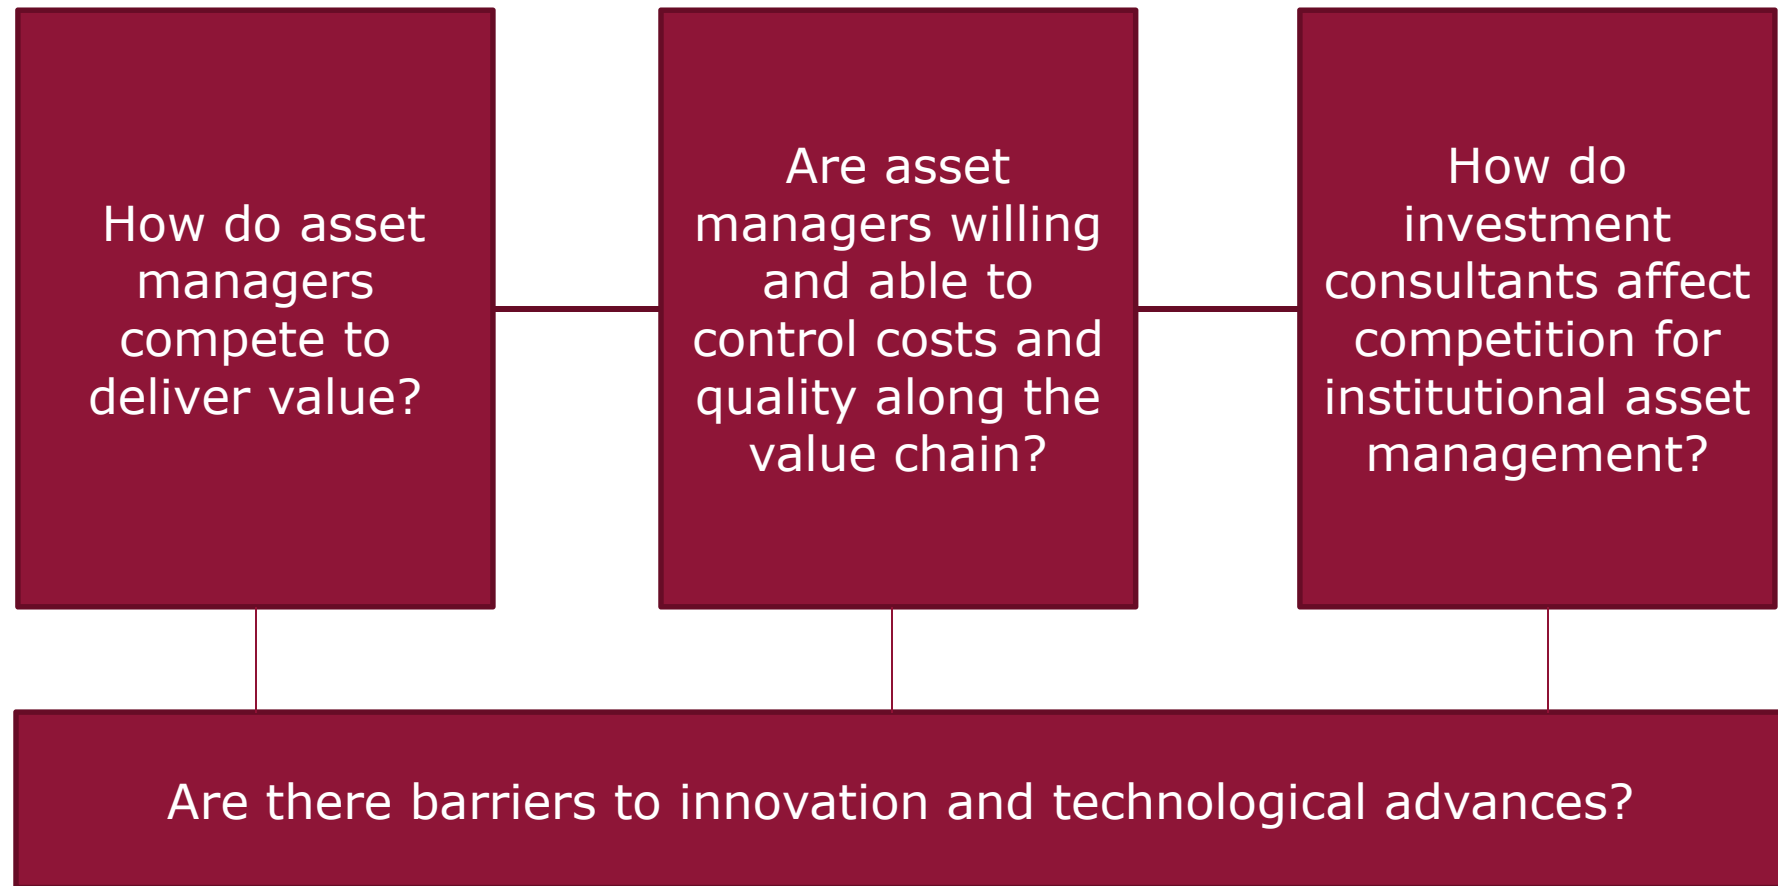 How do asset
managers
compete to
deliver value?
Are asset
managers willing
and able to
control costs and
quality along the
value chain?
How do
investment
consultants affect
competition for
institutional asset
management?
Are there barriers to innovation and technological advances?